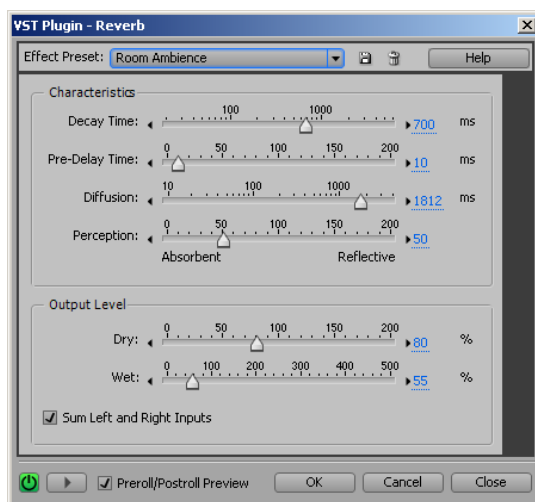 VST Plugin - Reverb
Effect Preset: Room Ambience Help
Characteristics
100 1000
Decay Time: 700 ms
0 50 100 150 200
Pre-Delay Time: 10 ms
10 100 1000
Diffusion: 1812 ms
0 50 100 150 200
Perception: 50
Absorbent Reflective
Output Level
0 50 100 150 200
Dry: 80 %
0 100 200 300 400 500
Wet: 55 %
Sum Left and Right Inputs
Preroll/Postroll Preview OK Cancel Close